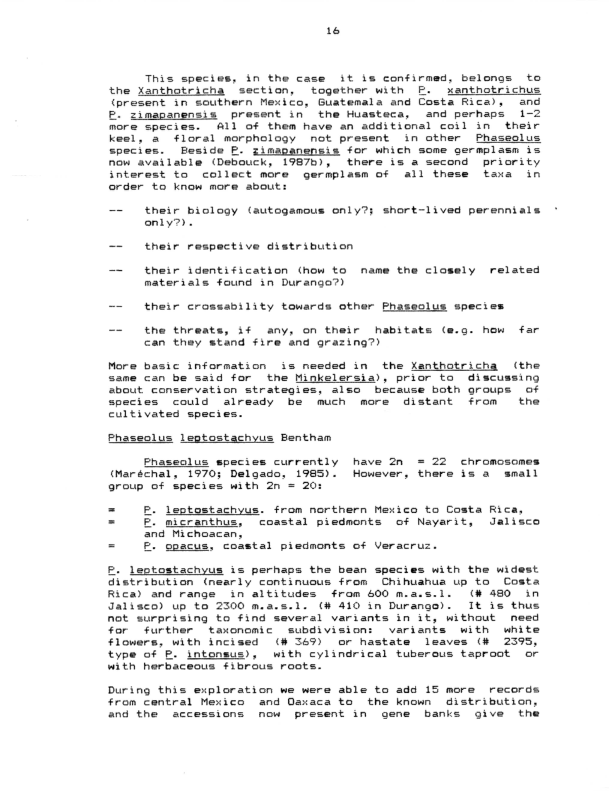 16
This species, in the case it is confirmed, belongs to
the Xanthotricha section, together with P. xanthotrichus
(present in southern Mexico, Guatemala and Costa Rica), and
P. zimapanensis present in the Huasteca, and perhaps 1-2
more species. All of them have an additional coil in their
keel, a floral morphology not present in other Phaseolus
species. Beside P. zimapanensis for which some germplasm is
now available (Debouck, 1987b), there is a second priority
interest to collect more germplasm of all these taxa in
order to know more about:
-- their biology (autogamous only?; short-lived perennials
only?).
-- their respective distribution
-- their identification (how to name the closely related
materials found in Durango?)
-- their crossability towards other Phaseolus species
-- the threats, if any, on their habitats (e.g. how far
can they stand fire and grazing?)
More basic information is needed in the Xanthotricha (the
same can be said for the Minkelersia), prior to discussing
about conservation strategies, also because both groups of
species could already be much more distant from the
cultivated species.
Phaseolus leptostachyus Bentham
Phaseolus species currently have 2n = 22 chromosomes
(Maréchal, 1970; Delgado, 1985). However, there is a small
group of species with 2n = 20:
= P. leptostachyus. from northern Mexico to Costa Rica,
= P. micranthus, coastal piedmonts of Nayarit, Jalisco
and Michoacan,
= P. opacus, coastal piedmonts of Veracruz.
P. leptostachyus is perhaps the bean species with the widest
distribution (nearly continuous from Chihuahua up to Costa
Rica) and range in altitudes from 600 m.a.s.l. (# 480 in
Jalisco) up to 2300 m.a.s.l. (# 410 in Durango). It is thus
not surprising to find several variants in it, without need
for further taxonomic subdivision: variants with white
flowers, with incised (# 369) or hastate leaves (# 2395,
type of P. intonsus), with cylindrical tuberous taproot or
with herbaceous fibrous roots.
During this exploration we were able to add 15 more records
from central Mexico and Oaxaca to the known distribution,
and the accessions now present in gene banks give the